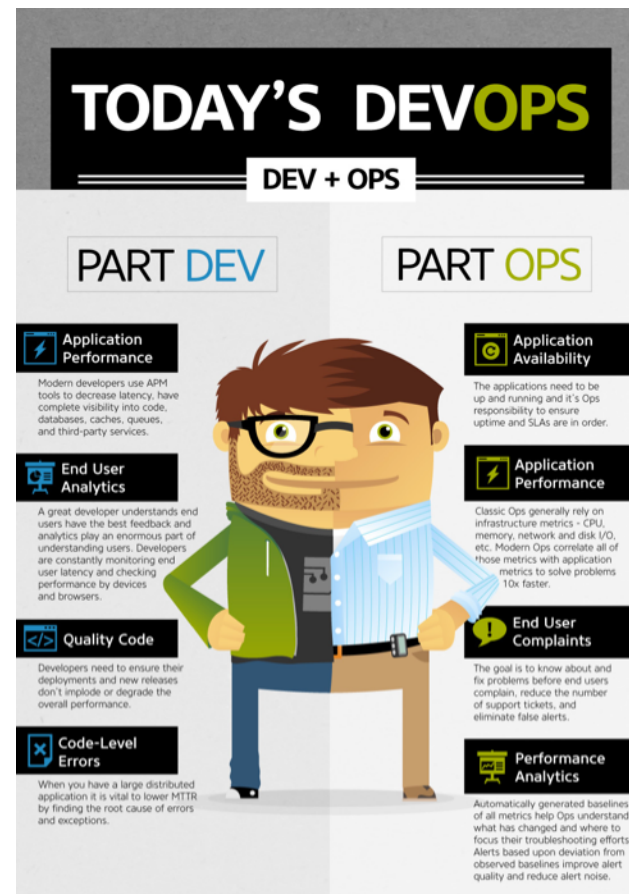 TODAY'S DEVOPS
DEV + OPS
PART DEV
Application
Performance
Modern developers use APM
tools to decrease latency, have
complete visibility into code,
databases, caches, queues,
and third-party services.
End User
Analytics
A great developer understands end
users have the best feedback and
analytics play an enormous part of
understanding users. Developers
are constantly monitoring end
user latency and checking
performance by devices
and browsers.
</> Quality Code
Developers need to ensure their
deployments and new releases
don't implode or degrade the
overall performance.
Code-Level
Errors
When you have a large distributed
application it is vital to lower MTTR
by finding the root cause of errors
and exceptions.
PART OPS
Application
Availability
The applications need to be
up and running and it's Ops
responsibility to ensure
uptime and SLAs are in order.
Application
Performance
Classic Ops generally rely on
infrastructure metrics - CPU,
memory, network and disk I/O,
etc. Modern Ops correlate all of
those metrics with application
metrics to solve problems
10x faster.
! End User
Complaints
The goal is to know about and
fix problems before end users
complain, reduce the number
of support tickets, and
eliminate false alerts.
Performance
Analytics
Automatically generated baselines
of all metrics help Ops understand
what has changed and where to
focus their troubleshooting efforts
Alerts based upon deviation from
observed baselines improve alert
quality and reduce alert noise.